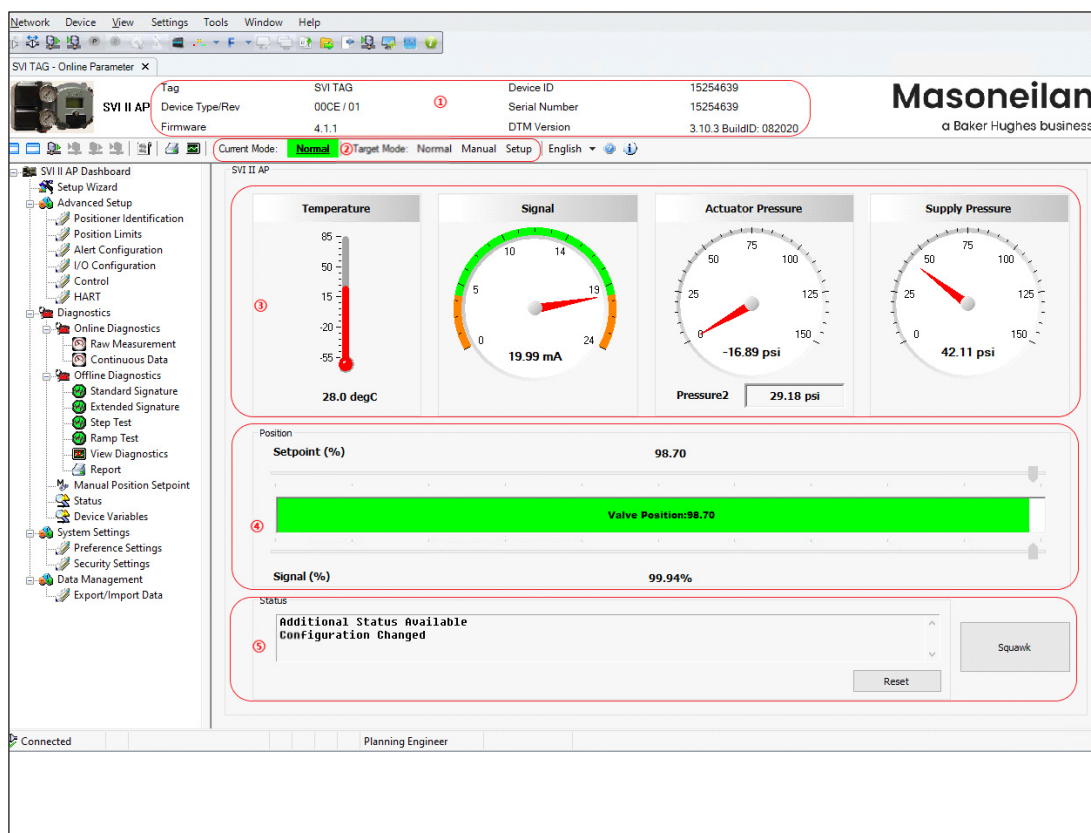 Network Device View Settings Tools Window Help
SVI TAG - Online Parameter X
SVI II AP
Tag SVI TAG Device ID 15254639
Device Type/Rev 00CE / 01 Serial Number 15254639
Firmware 4.1.1 DTM Version 3.10.3 BuildID: 082020
①
Masoneilan
a Baker Hughes business
Current Mode: Normal ② Target Mode: Normal Manual Setup English
SVI II AP Dashboard
Setup Wizard
Advanced Setup
Positioner Identification
Position Limits
Alert Configuration
I/O Configuration
Control
HART
Diagnostics
Online Diagnostics
Raw Measurement
Continuous Data
Offline Diagnostics
Standard Signature
Extended Signature
Step Test
Ramp Test
View Diagnostics
Report
Manual Position Setpoint
Status
Device Variables
System Settings
Preference Settings
Security Settings
Data Management
Export/Import Data
SVI II AP
③
Temperature
85
50
15
-20
-55
28.0 degC
Signal
0 5 10 14 19 24
19.99 mA
Actuator Pressure
0 25 50 75 100 125 150
-16.89 psi
Pressure2 29.18 psi
Supply Pressure
0 25 50 75 100 125 150
42.11 psi
Position
Setpoint (%) 98.70
④
Valve Position:98.70
Signal (%) 99.94%
Status
⑤
Additional Status Available
Configuration Changed
Reset
Squawk
Connected Planning Engineer